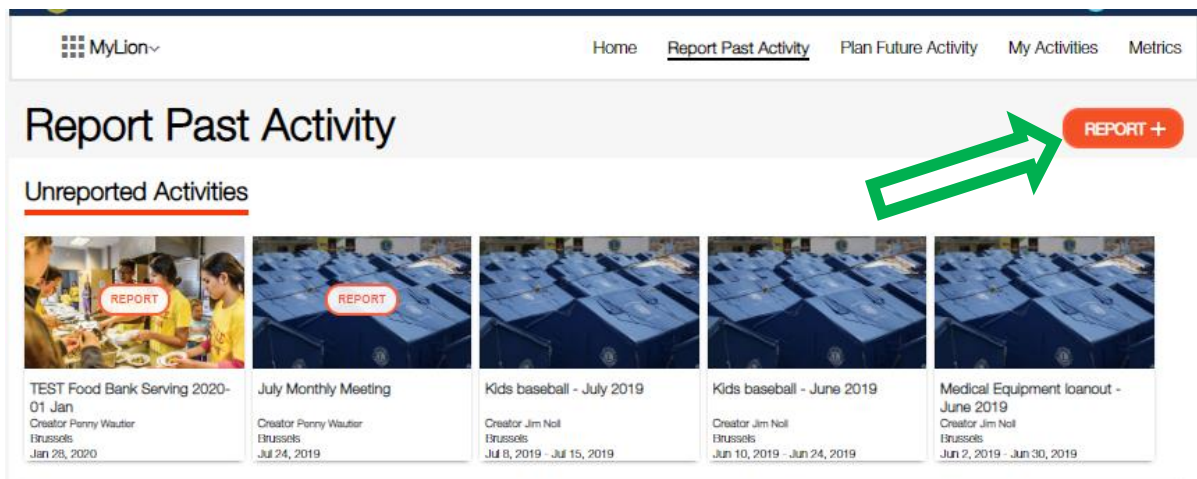 MyLion
Home Report Past Activity Plan Future Activity My Activities Metrics
Report Past Activity
REPORT +
Unreported Activities
REPORT
REPORT
TEST Food Bank Serving 2020-
01 Jan
Creator Penny Wautier
Brussels
Jan 28, 2020
July Monthly Meeting
Creator Penny Wautier
Brussels
Jul 24, 2019
Kids baseball - July 2019
Creator Jim Noll
Brussels
Jul 8, 2019 - Jul 15, 2019
Kids baseball - June 2019
Creator Jim Noll
Brussels
Jun 10, 2019 - Jun 24, 2019
Medical Equipment loanout -
June 2019
Creator Jim Noll
Brussels
Jun 2, 2019 - Jun 30, 2019